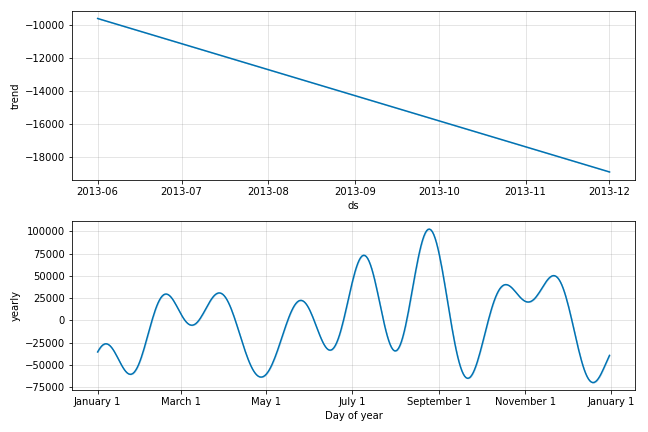 −10000
−12000
−14000
−16000
−18000
trend
2013-06 2013-07 2013-08 2013-09 2013-10 2013-11 2013-12
ds
100000
75000
50000
25000
0
−25000
−50000
−75000
yearly
January 1 March 1 May 1 July 1 September 1 November 1 January 1
Day of year